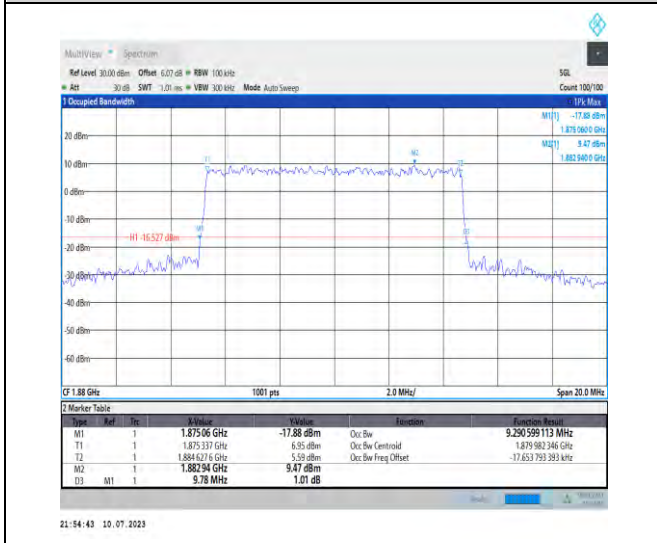 MultiView Spectrum
Ref Level 30.00 dBm Offset 6.07 dB RBW 100 kHz SGL
Att 30 dB SWT 1.01 ms VBW 300 kHz Mode Auto Sweep Count 100/100
1 Occupied Bandwidth 1Pk Max
M1[1] -17.88 dBm
1.875 060 0 GHz
M2[1] 9.47 dBm
1.882 940 0 GHz
20 dBm
T1 M2 T2
10 dBm
0 dBm
-10 dBm
M1 D3
H1 -16.527 dBm
-20 dBm
-30 dBm
-40 dBm
-50 dBm
-60 dBm
CF 1.88 GHz 1001 pts 2.0 MHz/ Span 20.0 MHz
2 Marker Table
Type Ref Trc X-Value Y-Value Function Function Result
M1 1 1.875 06 GHz -17.88 dBm Occ Bw 9.290 599 113 MHz
T1 1 1.875 337 GHz 6.95 dBm Occ Bw Centroid 1.879 982 346 GHz
T2 1 1.884 627 6 GHz 5.59 dBm Occ Bw Freq Offset -17.653 793 393 kHz
M2 1 1.882 94 GHz 9.47 dBm
D3 M1 1 9.78 MHz 1.01 dB
21:54:43 10.07.2023